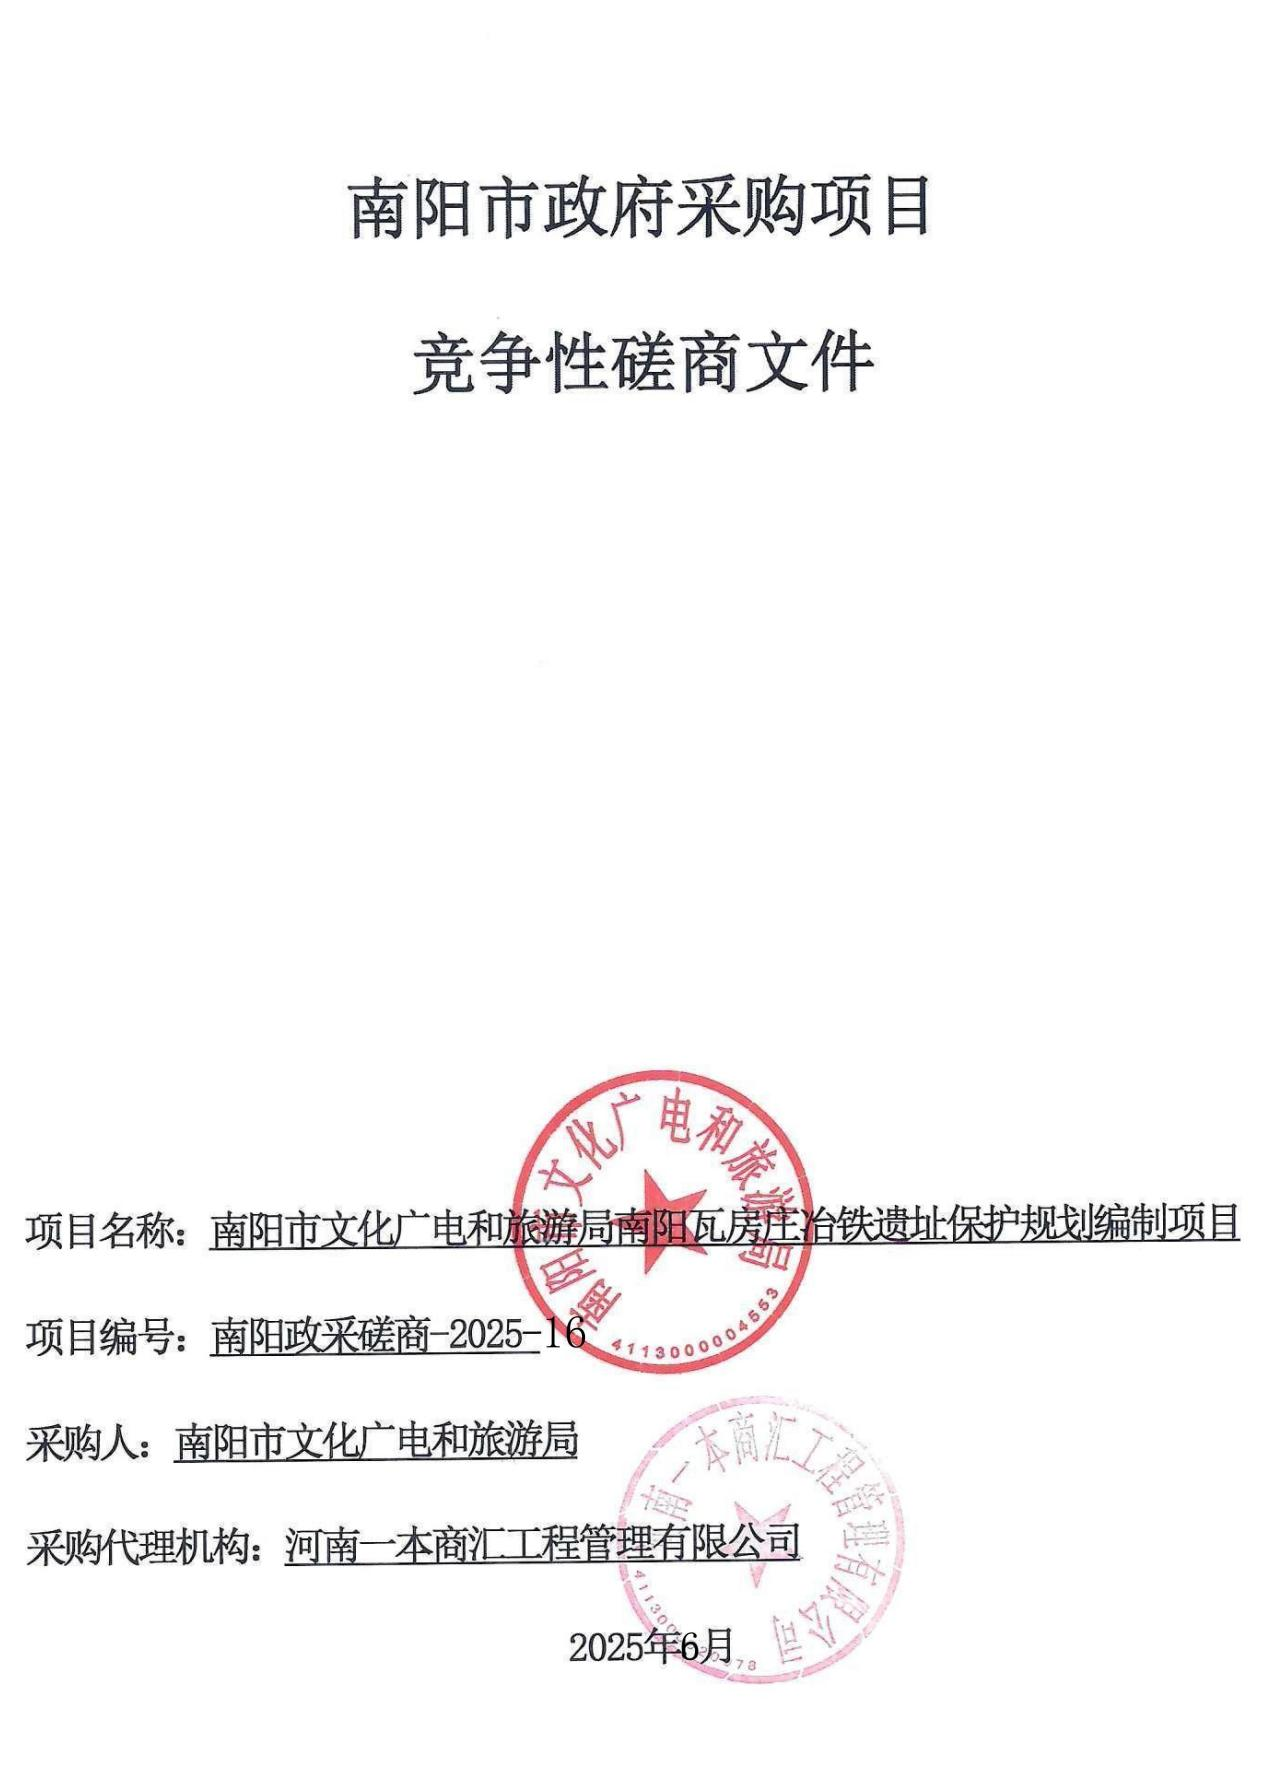 南阳市政府采购项目
竞争性磋商文件
南阳市文化广电和旅游局
4113000004553
项目名称：南阳市文化广电和旅游局南阳瓦房庄冶铁遗址保护规划编制项目
项目编号：南阳政采磋商-2025-16
采购人：南阳市文化广电和旅游局
河南一本商汇工程管理有限公司
采购代理机构：河南一本商汇工程管理有限公司
2025年6月